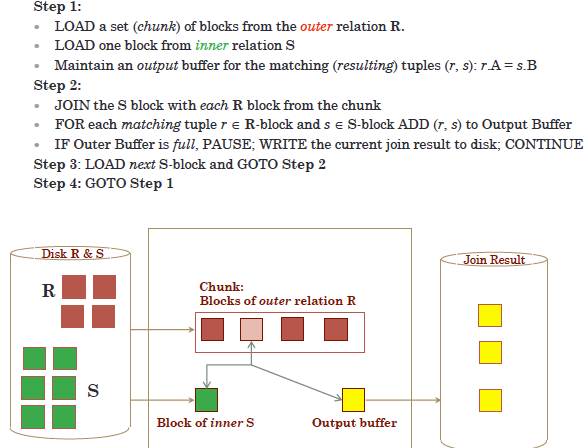 Step 1:
• LOAD a set (chunk) of blocks from the outer relation R.
• LOAD one block from inner relation S
• Maintain an output buffer for the matching (resulting) tuples (r, s): r.A = s.B
Step 2:
• JOIN the S block with each R block from the chunk
• FOR each matching tuple r ∈ R-block and s ∈ S-block ADD (r, s) to Output Buffer
• IF Outer Buffer is full, PAUSE; WRITE the current join result to disk; CONTINUE
Step 3: LOAD next S-block and GOTO Step 2
Step 4: GOTO Step 1
Disk R & S
Join Result
R
Chunk:
Blocks of outer relation R
S
Block of inner S
Output buffer